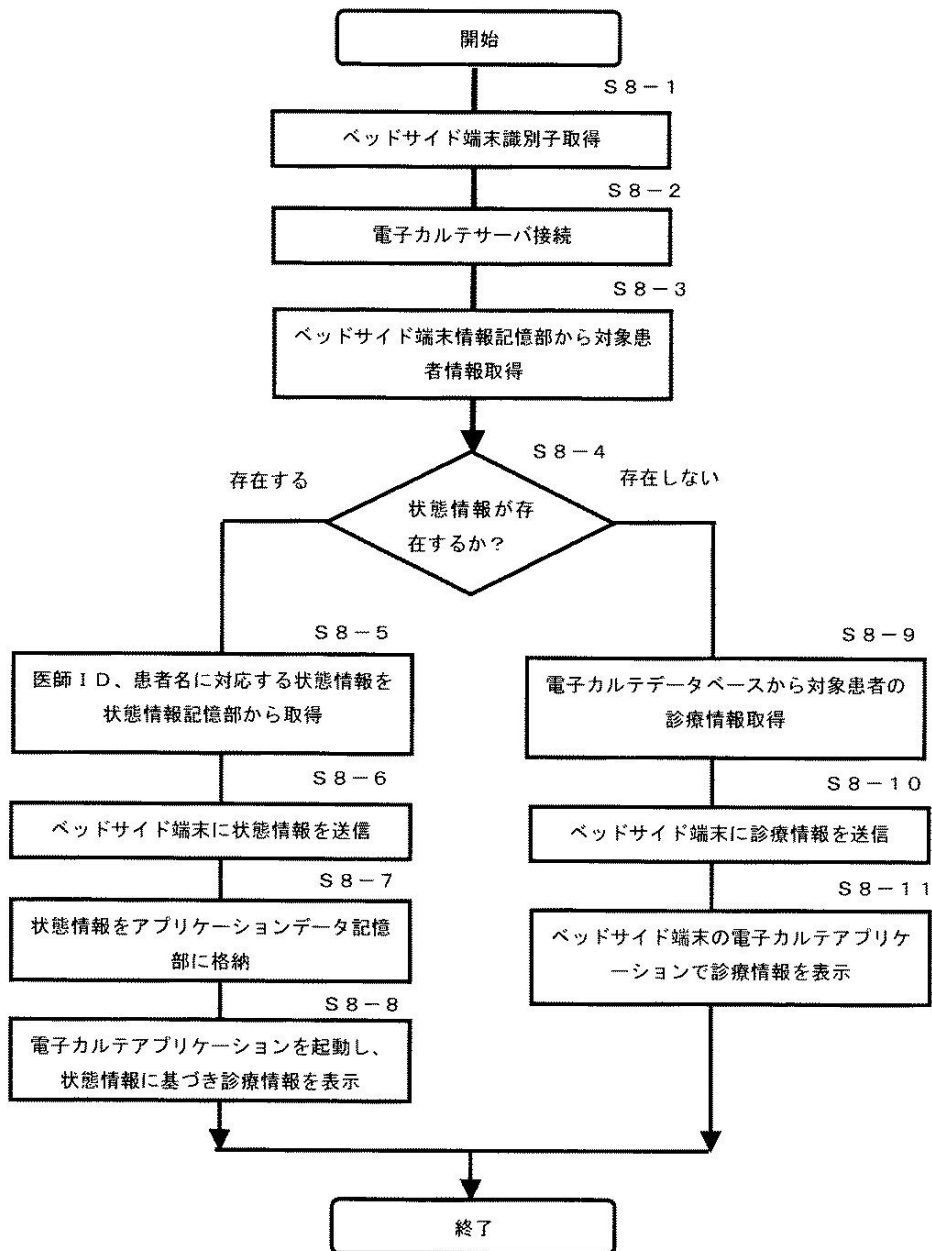 開始
S8-1
ベッドサイド端末識別子取得
S8-2
電子カルテサーバ接続
S8-3
ベッドサイド端末情報記憶部から対象患
者情報取得
S8-4
存在する
存在しない
状態情報が存
在するか？
S8-5
医師ID、患者名に対応する状態情報を
状態情報記憶部から取得
S8-6
ベッドサイド端末に状態情報を送信
S8-7
状態情報をアプリケーションデータ記憶
部に格納
S8-8
電子カルテアプリケーションを起動し、
状態情報に基づき診療情報を表示
S8-9
電子カルテデータベースから対象患者の
診療情報取得
S8-10
ベッドサイド端末に診療情報を送信
S8-11
ベッドサイド端末の電子カルテアプリケ
ーションで診療情報を表示
終了